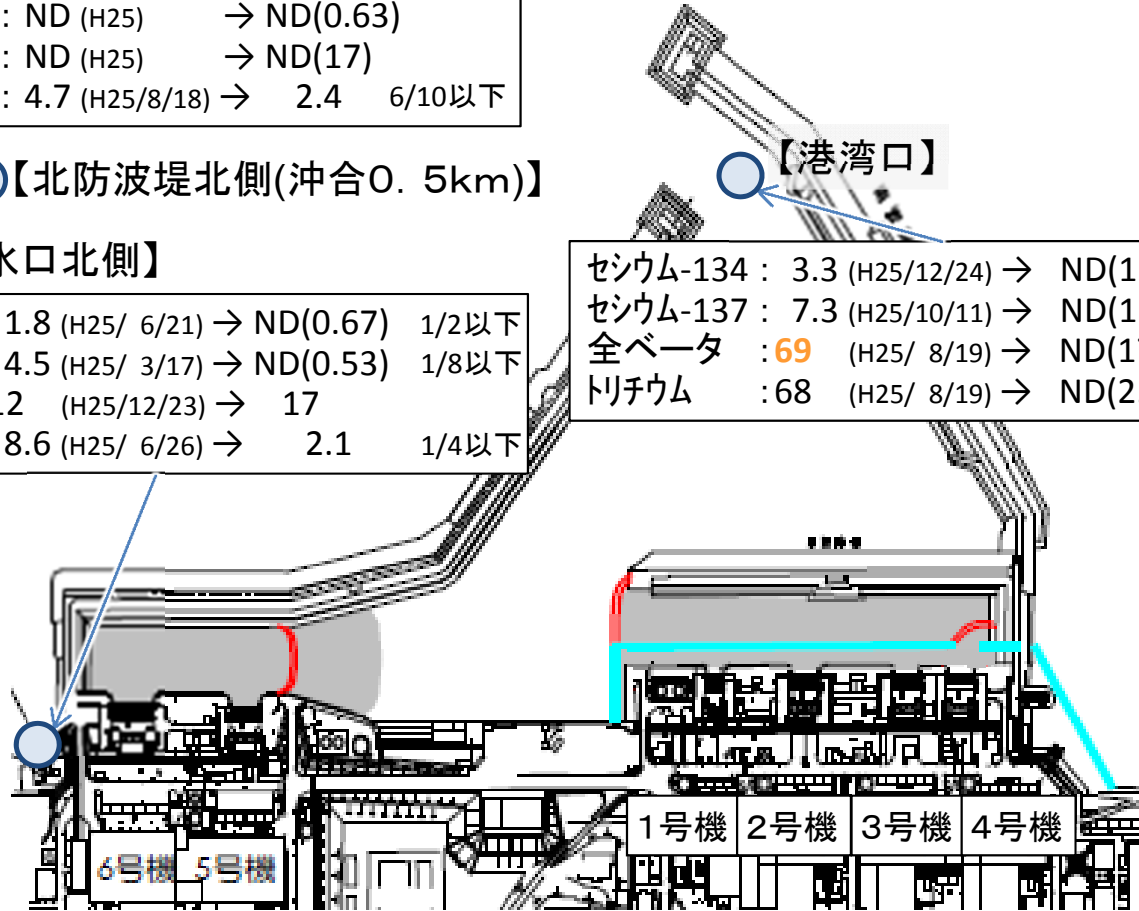 : ND (H25) → ND(0.63)
: ND (H25) → ND(17)
: 4.7 (H25/8/18) → 2.4 6/10以下
【北防波堤北側(沖合0. 5km)】
【港湾口】
水口北側】
1.8 (H25/ 6/21) → ND(0.67) 1/2以下
4.5 (H25/ 3/17) → ND(0.53) 1/8以下
12 (H25/12/23) → 17
8.6 (H25/ 6/26) → 2.1 1/4以下
セシウム-134 : 3.3 (H25/12/24) → ND(1
セシウム-137 : 7.3 (H25/10/11) → ND(1
全ベータ :69 (H25/ 8/19) → ND(17
トリチウム :68 (H25/ 8/19) → ND(2
1号機 2号機 3号機 4号機
6号機 5号機